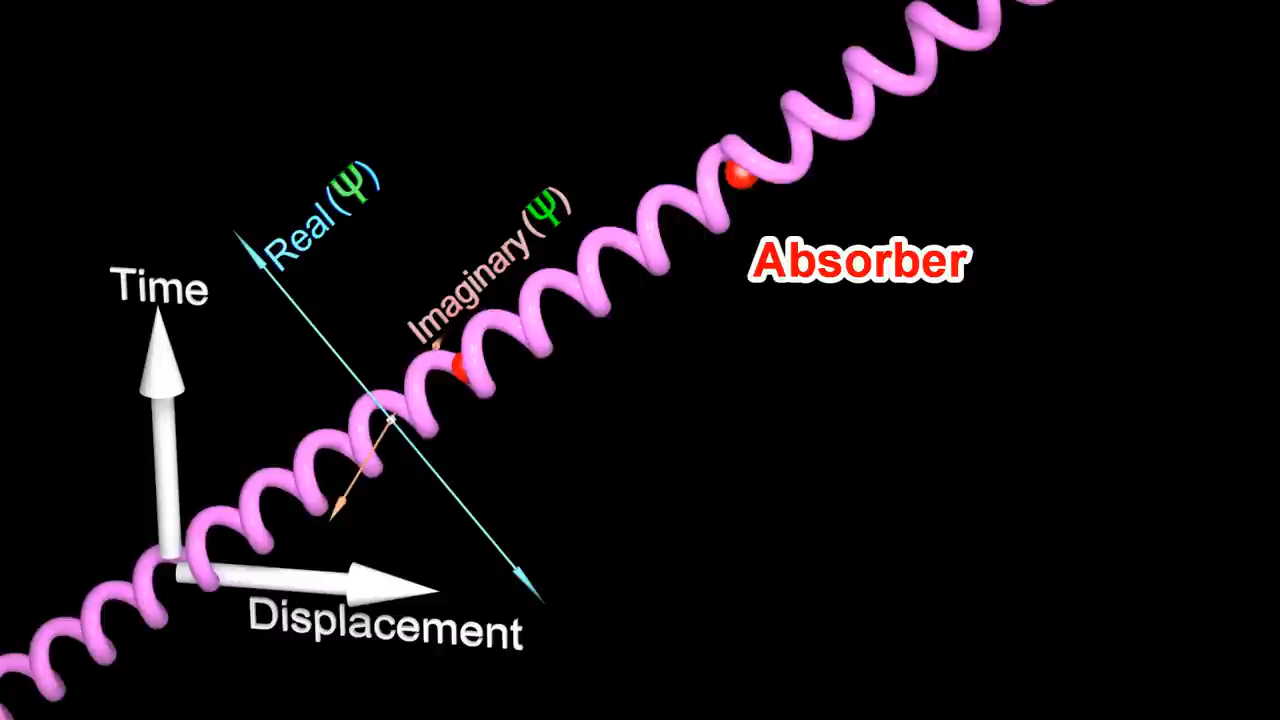 Real(Ψ)
Imaginary(Ψ)
Absorber
Time
Displacement